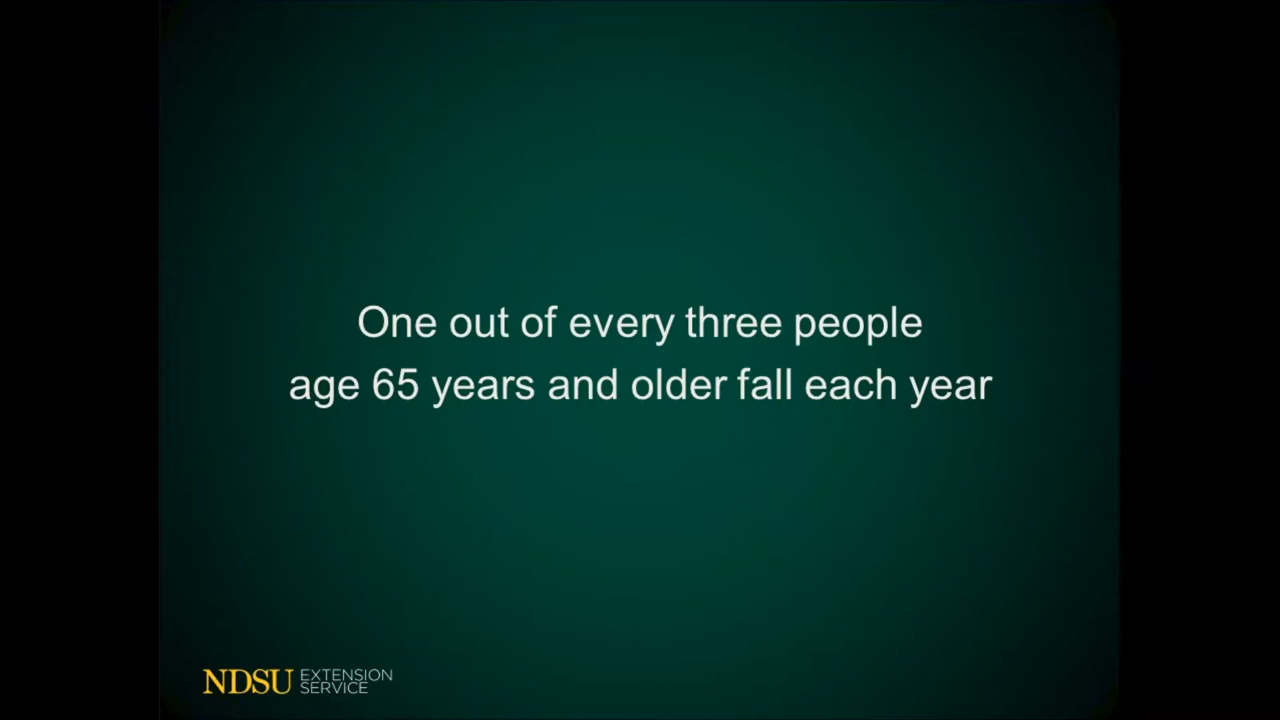 One out of every three people
age 65 years and older fall each year
NDSU EXTENSION
SERVICE